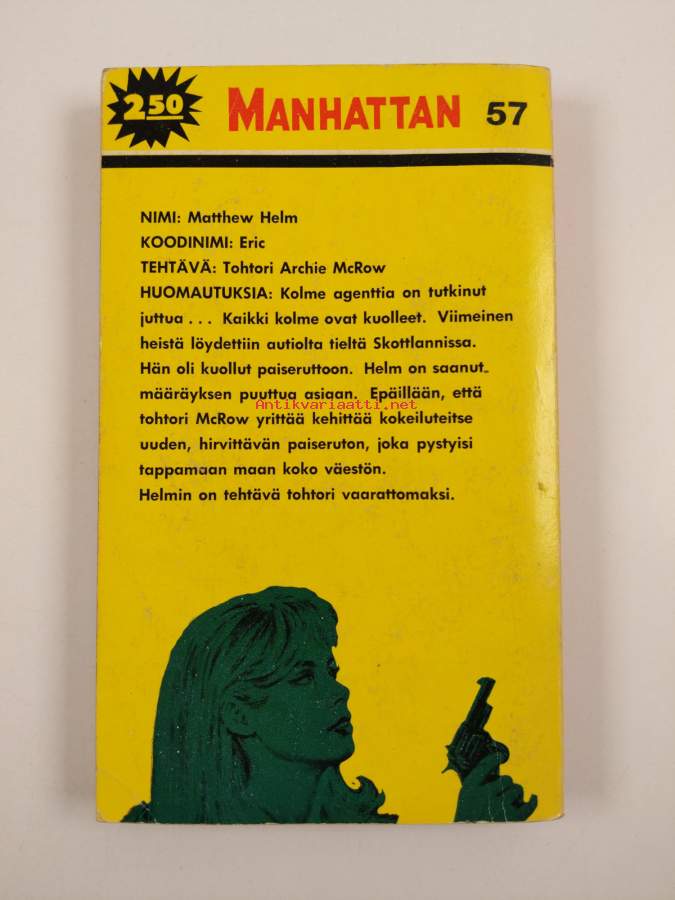 2.50 MANHATTAN 57
NIMI: Matthew Helm
KOODINIMI: Eric
TEHTÄVÄ: Tohtori Archie McRow
HUOMAUTUKSIA: Kolme agenttia on tutkinut
juttua . . . Kaikki kolme ovat kuolleet. Viimeinen
heistä löydettiin autiolta tieltä Skotlannissa.
Hän oli kuollut paiseruttoon. Helm on saanut
määräyksen puuttua asiaan. Epäillään, että
Antikvariaatti.net
tohtori McRow yrittää kehittää kokeiluteitse
uuden, hirvittävän paiseruton, joka pystyisi
tappamaan maan koko väestön.
Helmin on tehtävä tohtori vaarattomaksi.